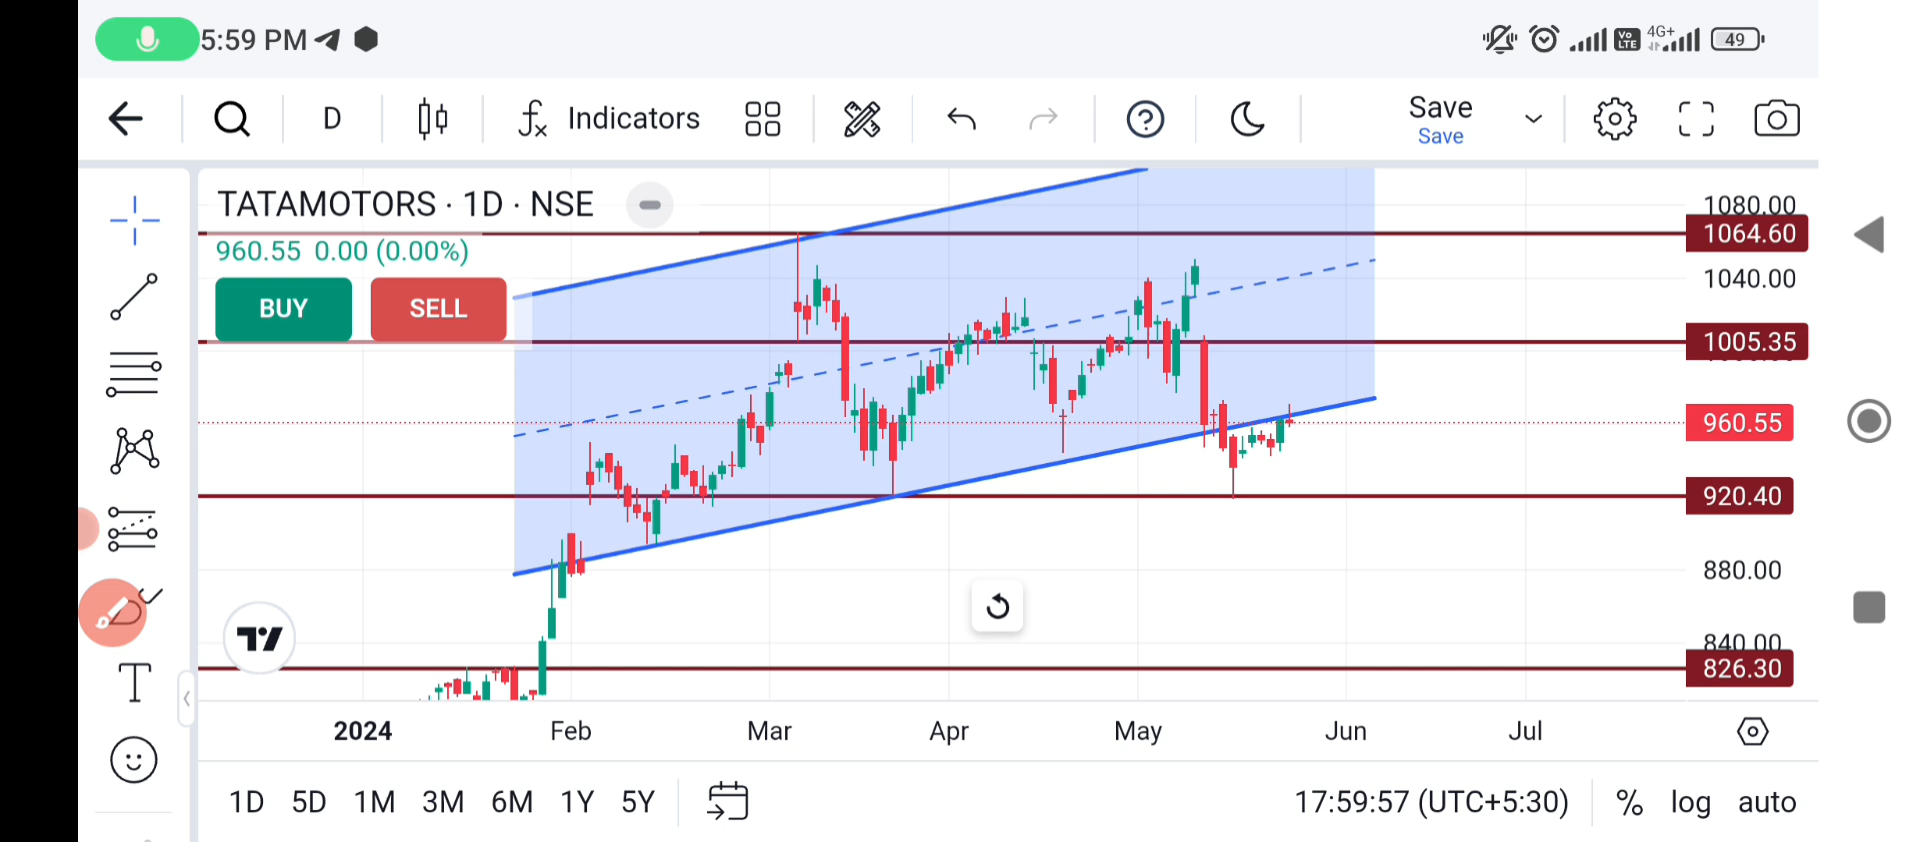 5:59 PM
Vo LTE 4G+ 49
D Indicators Save
Save
TATAMOTORS · 1D · NSE
960.55 0.00 (0.00%)
BUY SELL
1080.00
1064.60
1040.00
1005.35
960.55
920.40
880.00
840.00
826.30
2024 Feb Mar Apr May Jun Jul
1D 5D 1M 3M 6M 1Y 5Y 17:59:57 (UTC+5:30) % log auto